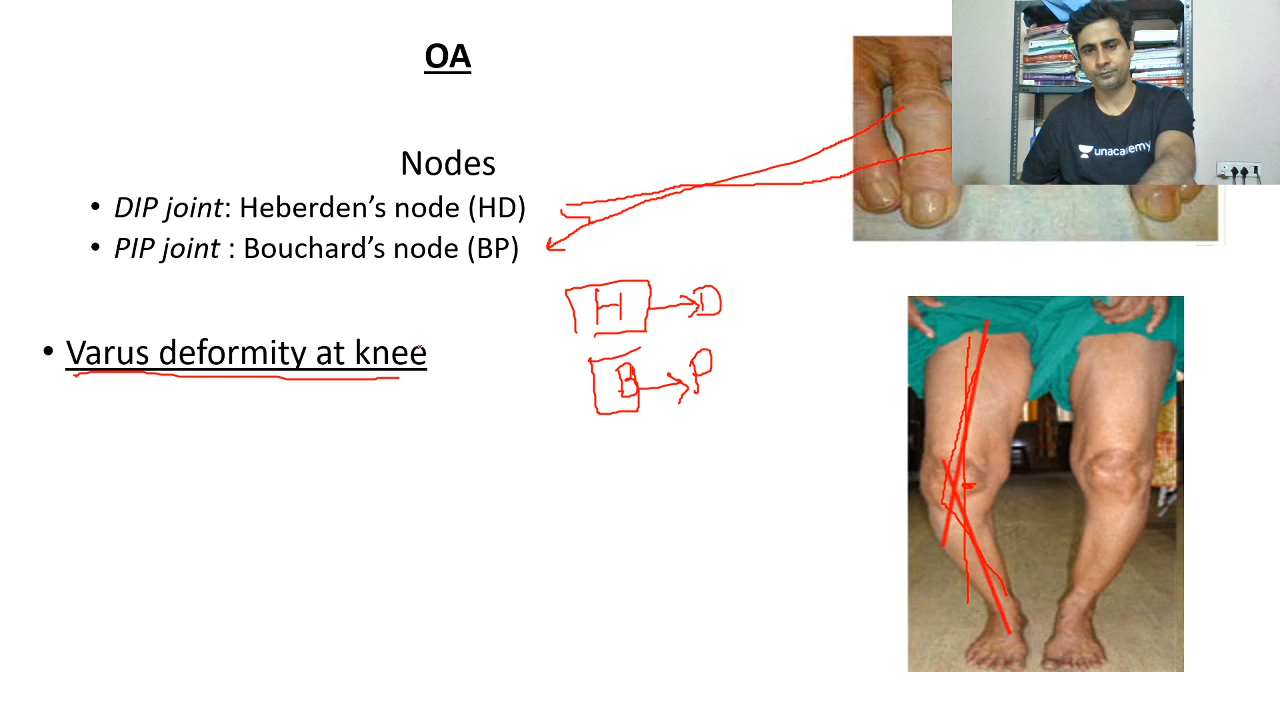 OA
Nodes
• DIP joint: Heberden's node (HD)
• PIP joint : Bouchard's node (BP)
H → D
B → P
• Varus deformity at knee
unacademy